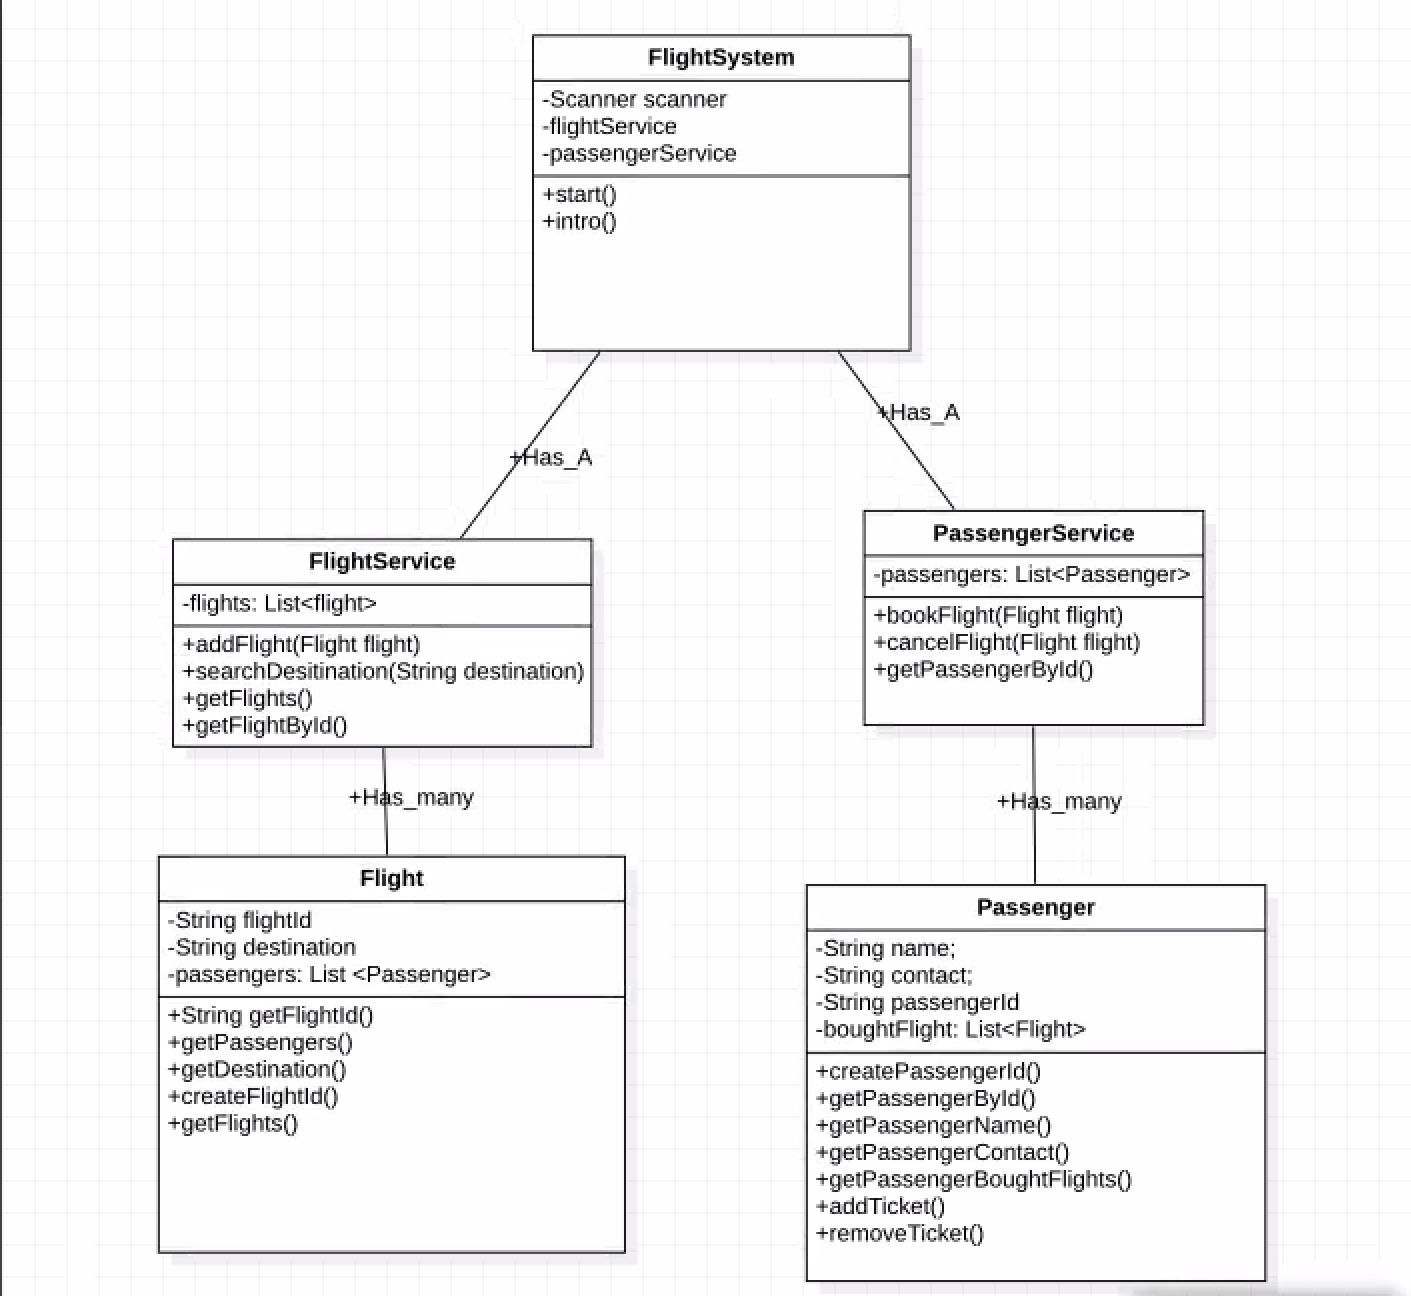 FlightSystem
-Scanner scanner
-flightService
-passengerService
+start()
+intro()
+Has_A
+Has_A
FlightService
-flights: List<flight>
+addFlight(Flight flight)
+searchDesitination(String destination)
+getFlights()
+getFlightById()
PassengerService
-passengers: List<Passenger>
+bookFlight(Flight flight)
+cancelFlight(Flight flight)
+getPassengerById()
+Has_many
+Has_many
Flight
-String flightId
-String destination
-passengers: List <Passenger>
+String getFlightId()
+getPassengers()
+getDestination()
+createFlightId()
+getFlights()
Passenger
-String name;
-String contact;
-String passengerId
-boughtFlight: List<Flight>
+createPassengerId()
+getPassengerById()
+getPassengerName()
+getPassengerContact()
+getPassengerBoughtFlights()
+addTicket()
+removeTicket()